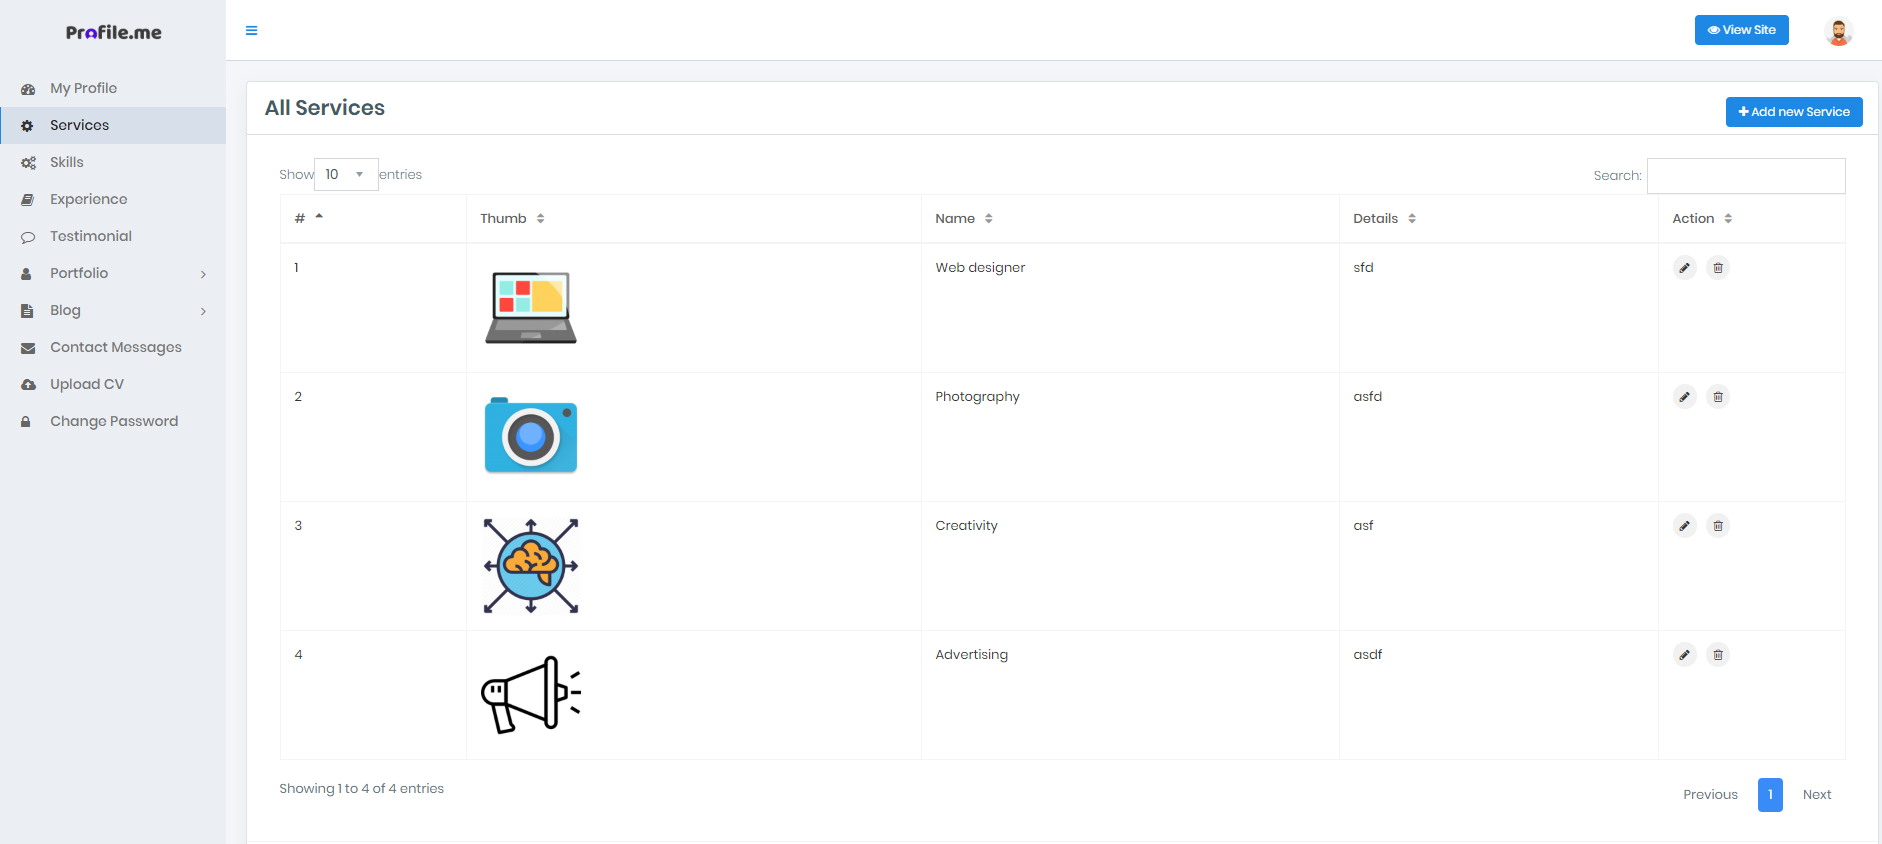 Profile.me
View Site
My Profile
Services
Skills
Experience
Testimonial
Portfolio
Blog
Contact Messages
Upload CV
Change Password
All Services
Add new Service
Show 10 entries
Search:
# Thumb Name Details Action
1 Web designer sfd
2 Photography asfd
3 Creativity asf
4 Advertising asdf
Showing 1 to 4 of 4 entries
Previous 1 Next